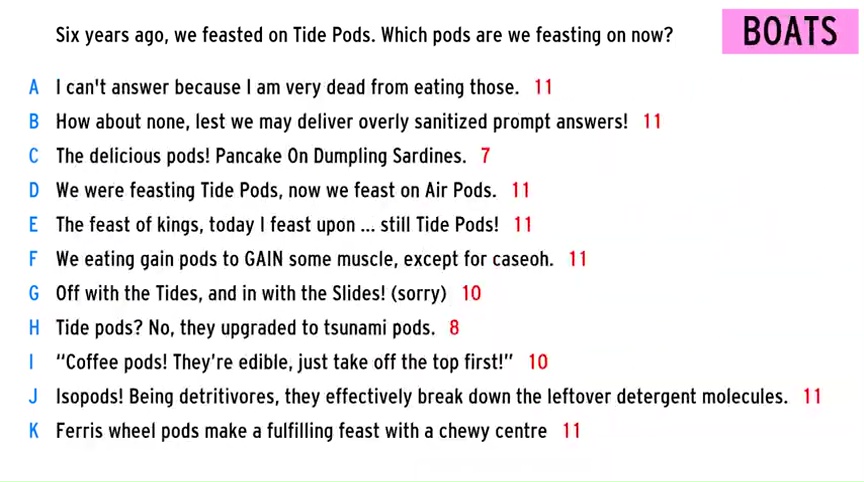 Six years ago, we feasted on Tide Pods. Which pods are we feasting on now?
BOATS
A I can't answer because I am very dead from eating those. 11
B How about none, lest we may deliver overly sanitized prompt answers! 11
C The delicious pods! Pancake On Dumpling Sardines. 7
D We were feasting Tide Pods, now we feast on Air Pods. 11
E The feast of kings, today I feast upon ... still Tide Pods! 11
F We eating gain pods to GAIN some muscle, except for caseoh. 11
G Off with the Tides, and in with the Slides! (sorry) 10
H Tide pods? No, they upgraded to tsunami pods. 8
I “Coffee pods! They're edible, just take off the top first!” 10
J Isopods! Being detritivores, they effectively break down the leftover detergent molecules. 11
K Ferris wheel pods make a fulfilling feast with a chewy centre 11